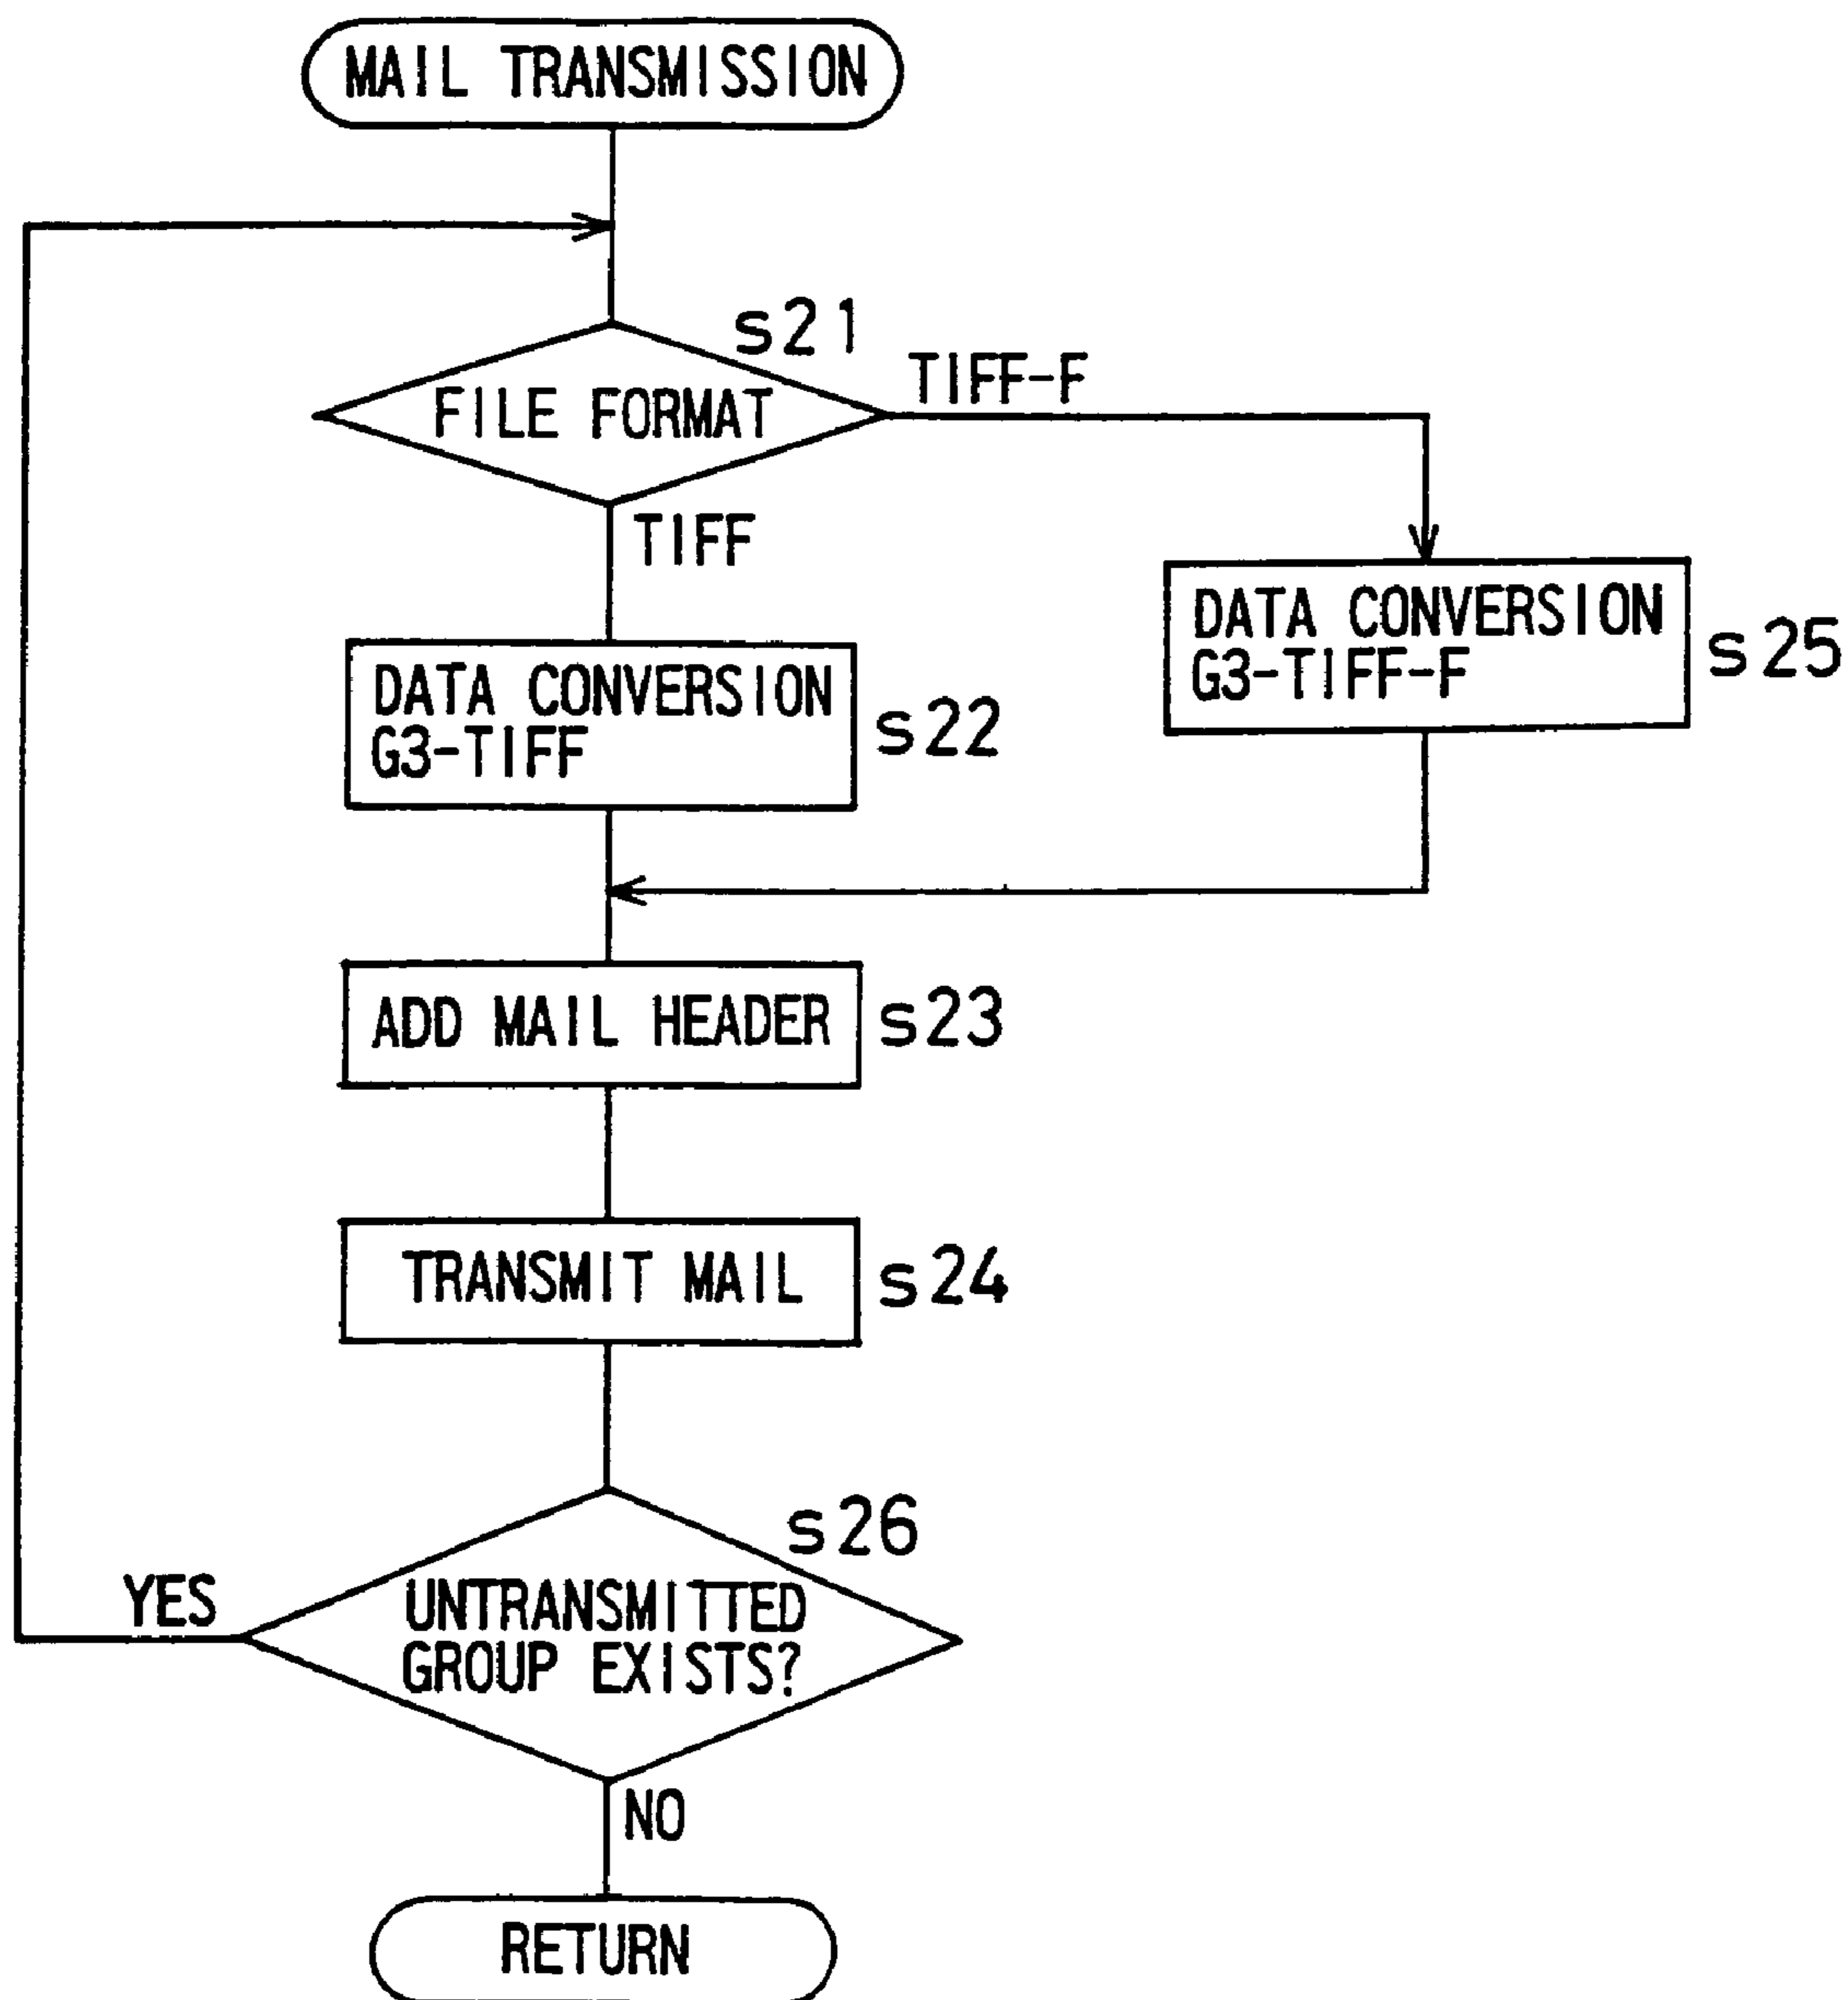 MAIL TRANSMISSION
s21
FILE FORMAT
TIFF-F
TIFF
DATA CONVERSION
G3-TIFF-F
s25
DATA CONVERSION
G3-TIFF
s22
ADD MAIL HEADER
s23
TRANSMIT MAIL
s24
s26
UNTRANSMITTED
GROUP EXISTS?
YES
NO
RETURN